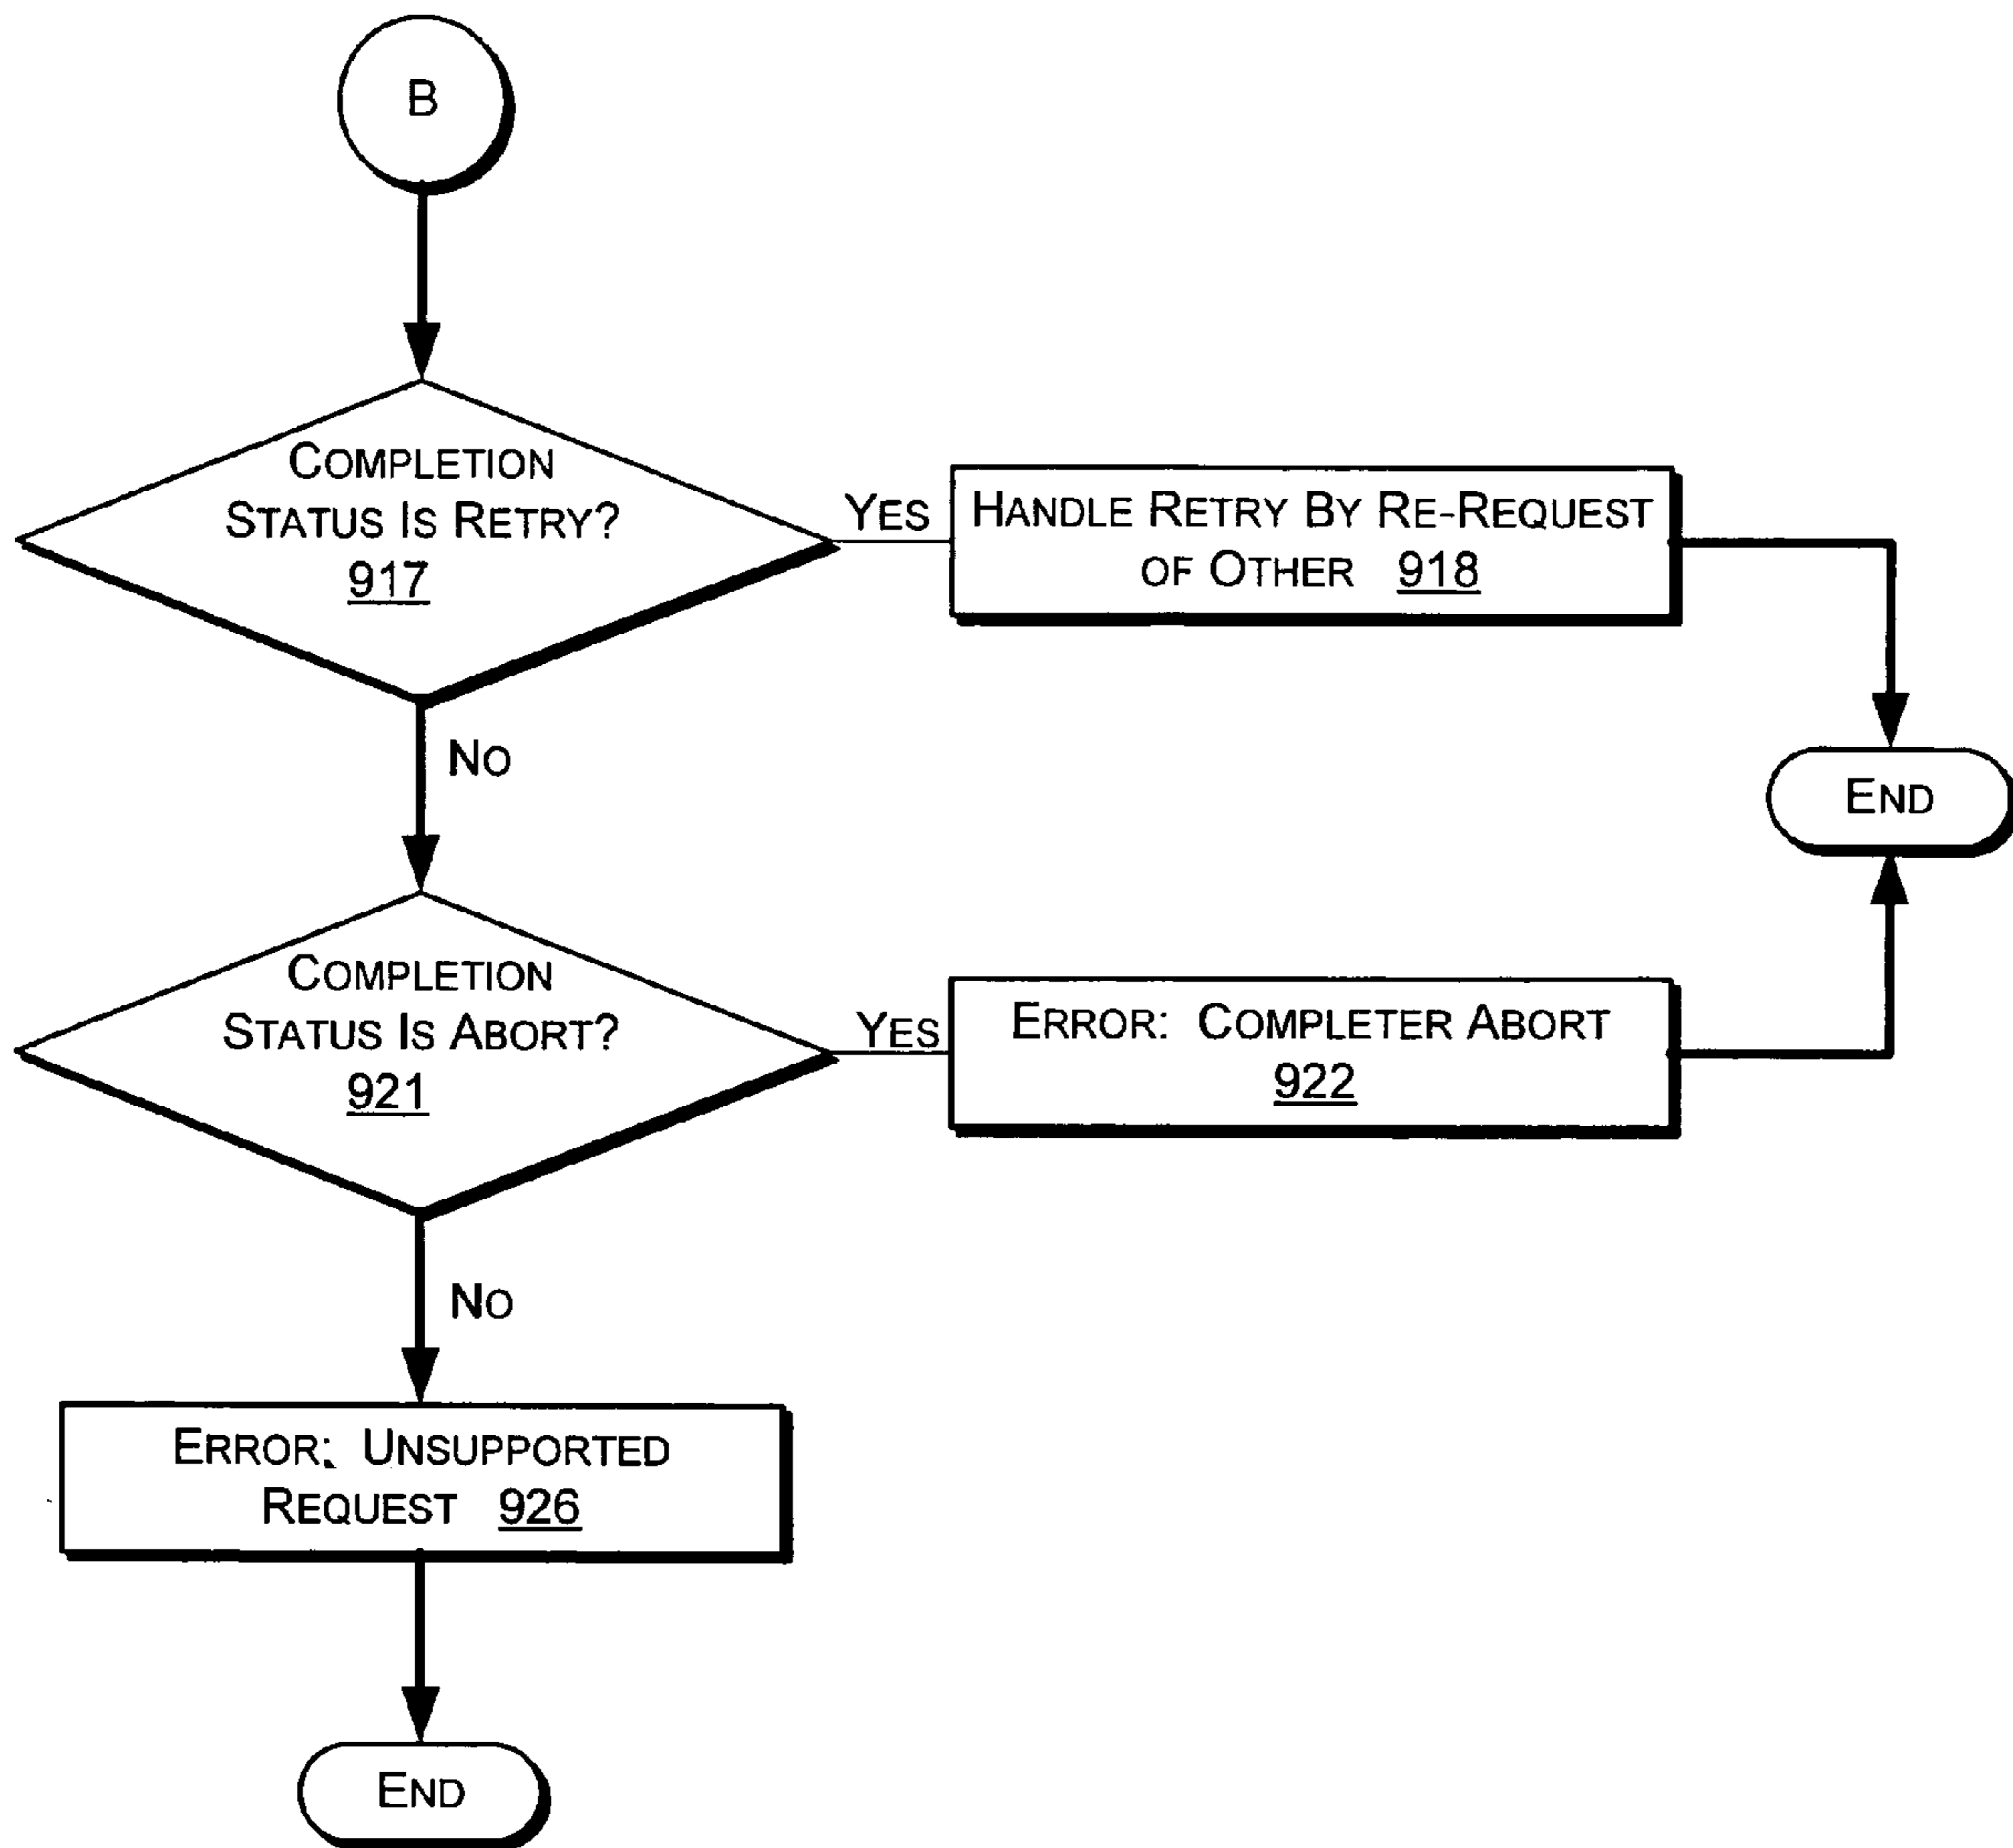 B
COMPLETION
STATUS IS RETRY?
917
YES
HANDLE RETRY BY RE-REQUEST
OF OTHER 918
NO
END
COMPLETION
STATUS IS ABORT?
921
YES
ERROR: COMPLETER ABORT
922
NO
ERROR: UNSUPPORTED
REQUEST 926
END